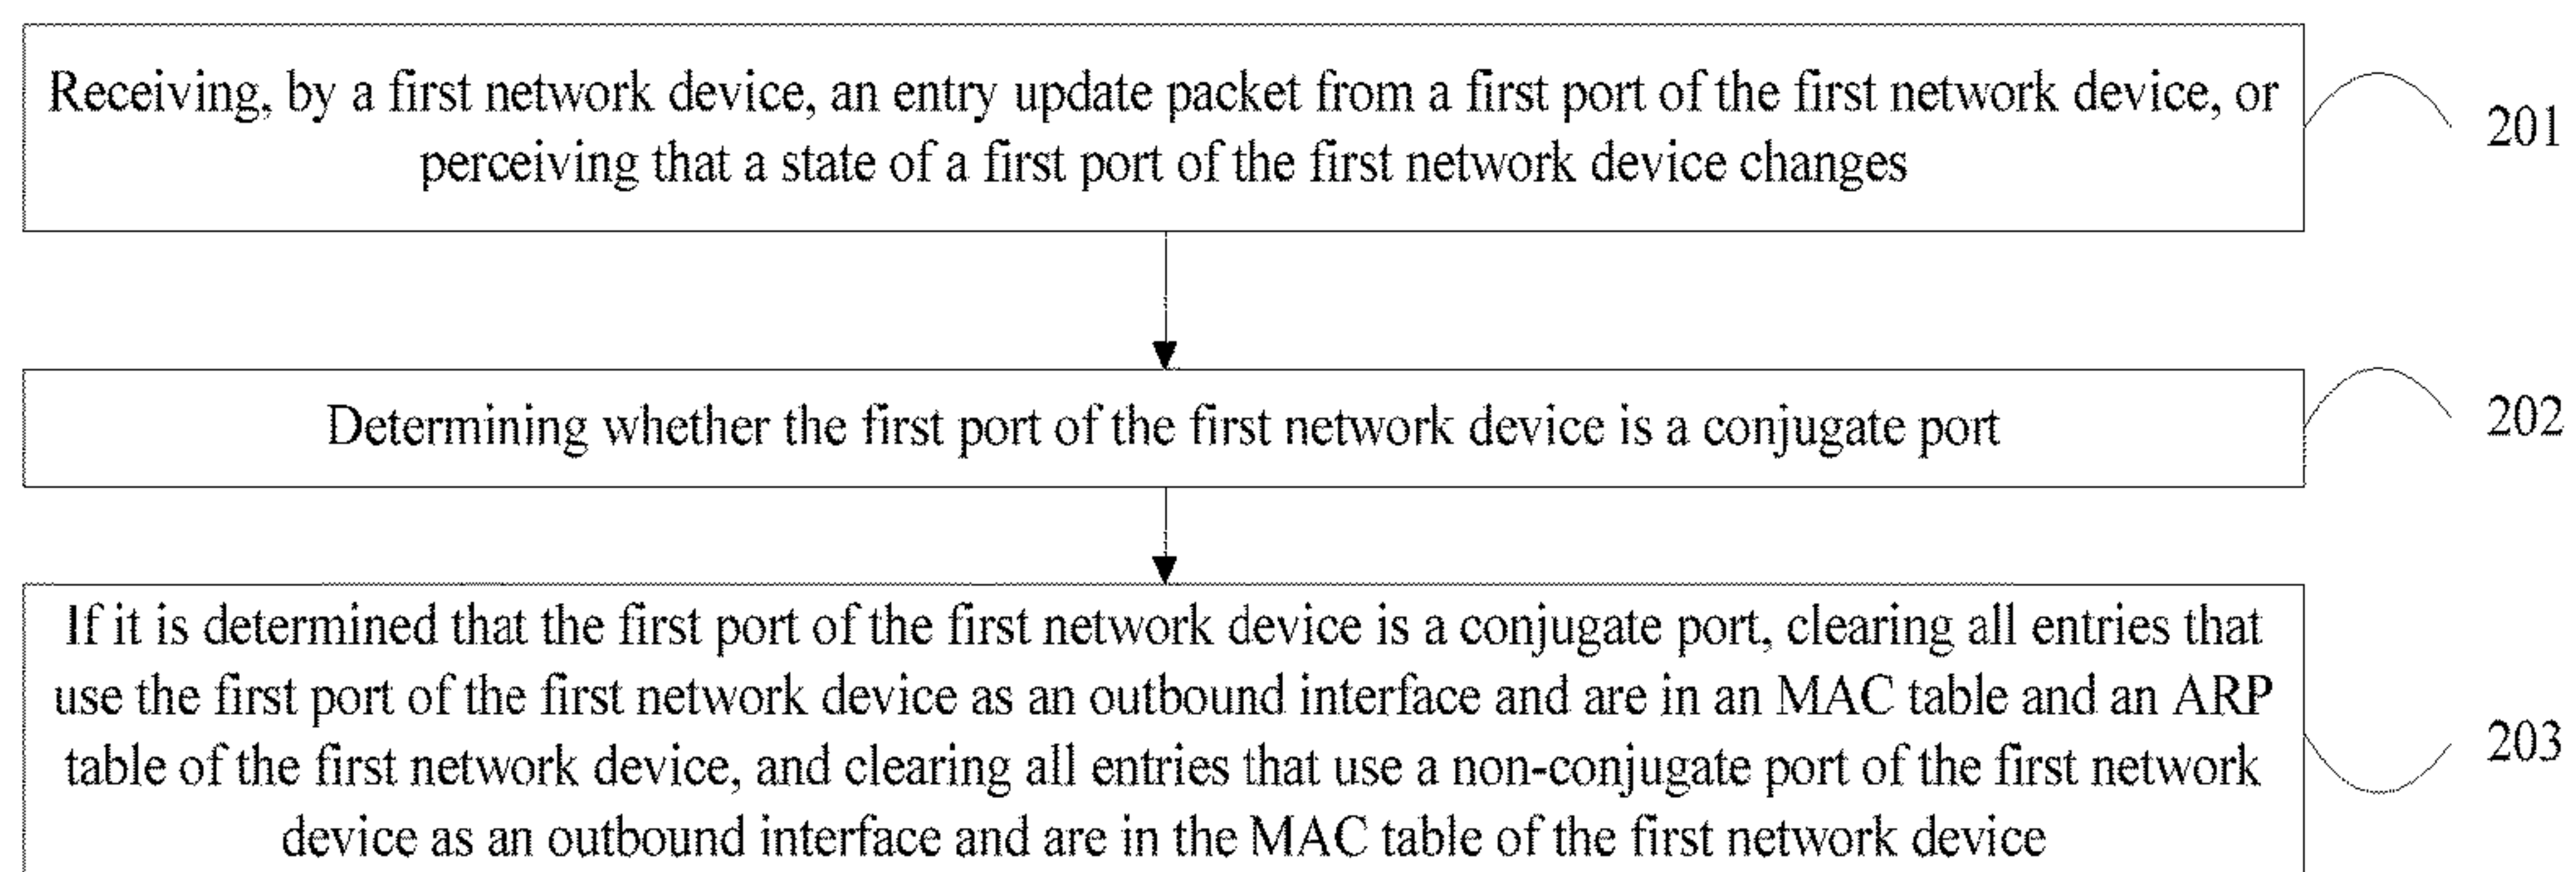 Receiving, by a first network device, an entry update packet from a first port of the first network device, or
perceiving that a state of a first port of the first network device changes
201
Determining whether the first port of the first network device is a conjugate port
202
If it is determined that the first port of the first network device is a conjugate port, clearing all entries that
use the first port of the first network device as an outbound interface and are in an MAC table and an ARP
table of the first network device, and clearing all entries that use a non-conjugate port of the first network
device as an outbound interface and are in the MAC table of the first network device
203